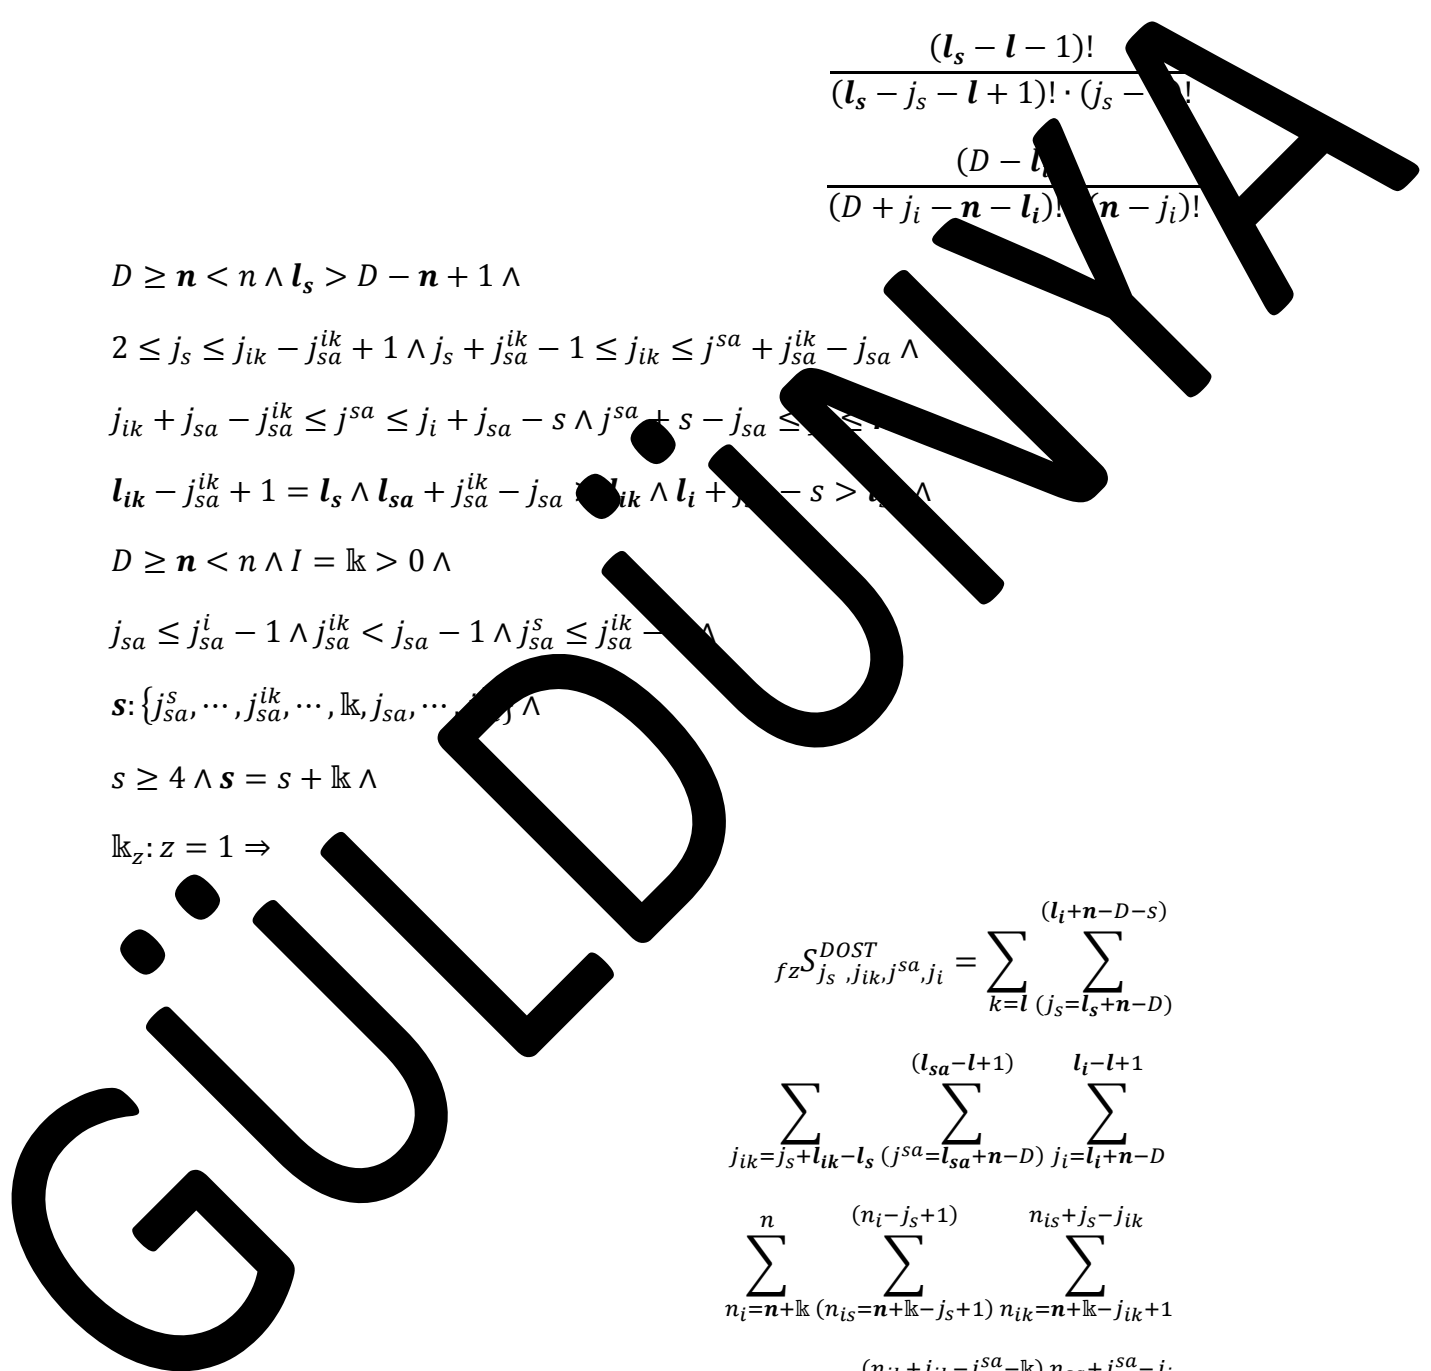 (l_s − l − 1)!
(l_s − j_s − l + 1)! · (j_s − )!
(D − l
(D + j_i − n − l_i)! (n − j_i)!
D ≥ n < n ∧ l_s > D − n + 1 ∧
2 ≤ j_s ≤ j_{ik} − j_{sa}^{ik} + 1 ∧ j_s + j_{sa}^{ik} − 1 ≤ j_{ik} ≤ j^{sa} + j_{sa}^{ik} − j_{sa} ∧
j_{ik} + j_{sa} − j_{sa}^{ik} ≤ j^{sa} ≤ j_i + j_{sa} − s ∧ j^{sa} + s − j_{sa} ≤ ≤
l_{ik} − j_{sa}^{ik} + 1 = l_s ∧ l_{sa} + j_{sa}^{ik} − j_{sa} l_{ik} ∧ l_i + − s > ∧
D ≥ n < n ∧ I = 𝕜 > 0 ∧
j_{sa} ≤ j_{sa}^{i} − 1 ∧ j_{sa}^{ik} < j_{sa} − 1 ∧ j_{sa}^{s} ≤ j_{sa}^{ik} − ∧
s: {j_{sa}^{s}, ⋯ , j_{sa}^{ik}, ⋯ , 𝕜, j_{sa}, ⋯ , } ∧
s ≥ 4 ∧ s = s + 𝕜 ∧
𝕜_z: z = 1 ⇒
(l_i+n−D−s)
_{fz}S_{j_s ,j_{ik},j^{sa},j_i}^{DOST} = ∑ ∑
k=l (j_s=l_s+n−D)
(l_{sa}−l+1) l_i−l+1
∑ ∑ ∑
j_{ik}=j_s+l_{ik}−l_s (j^{sa}=l_{sa}+n−D) j_i=l_i+n−D
n (n_i−j_s+1) n_{is}+j_s−j_{ik}
∑ ∑ ∑
n_i=n+𝕜 (n_{is}=n+𝕜−j_s+1) n_{ik}=n+𝕜−j_{ik}+1
GÜLDÜNYA